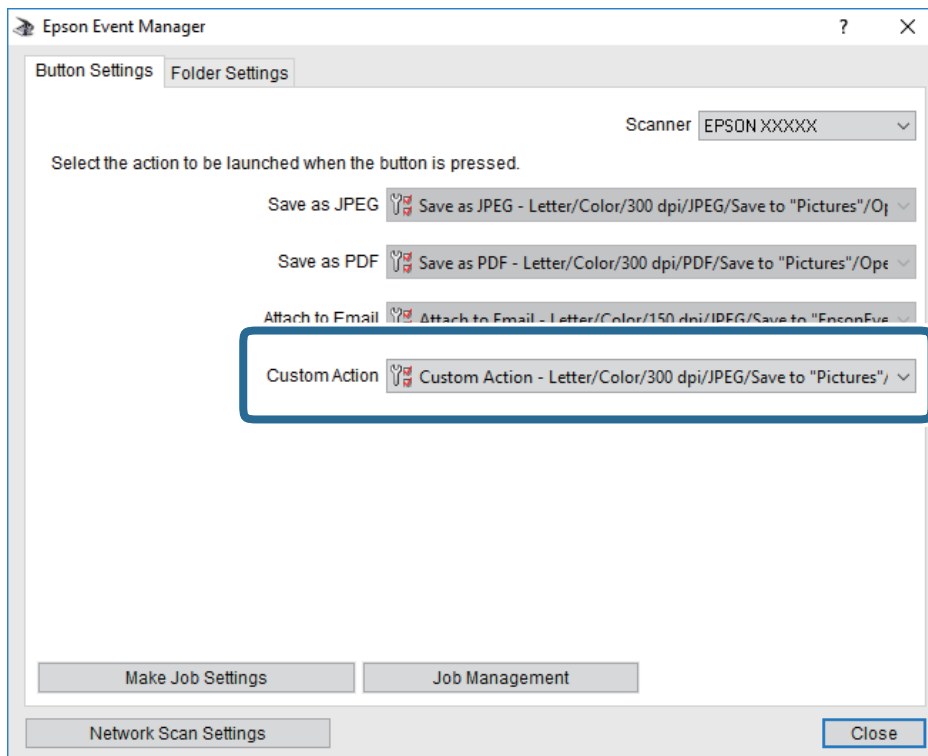 Epson Event Manager ?
Button Settings Folder Settings
Scanner EPSON XXXXX
Select the action to be launched when the button is pressed.
Save as JPEG Save as JPEG - Letter/Color/300 dpi/JPEG/Save to "Pictures"/Op
Save as PDF Save as PDF - Letter/Color/300 dpi/PDF/Save to "Pictures"/Ope
Attach to Email Attach to Email - Letter/Color/150 dpi/JPEG/Save to "EpsonEve
Custom Action Custom Action - Letter/Color/300 dpi/JPEG/Save to "Pictures"/
Make Job Settings Job Management
Network Scan Settings Close